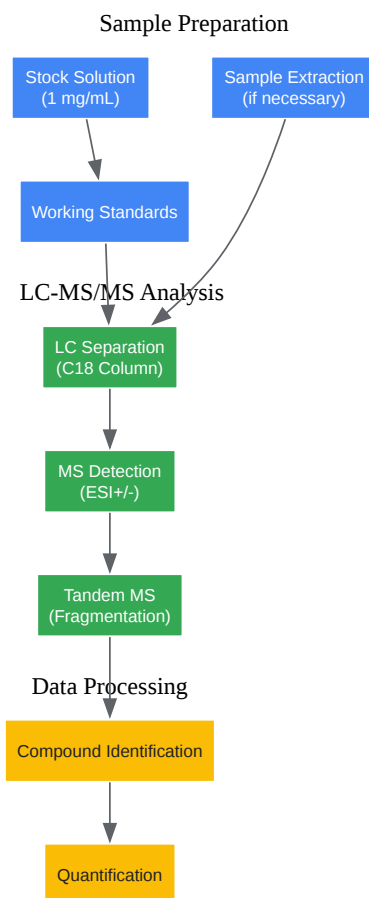 Sample Preparation
Stock Solution
(1 mg/mL)
Sample Extraction
(if necessary)
Working Standards
LC-MS/MS Analysis
LC Separation
(C18 Column)
MS Detection
(ESI+/-)
Tandem MS
(Fragmentation)
Data Processing
Compound Identification
Quantification